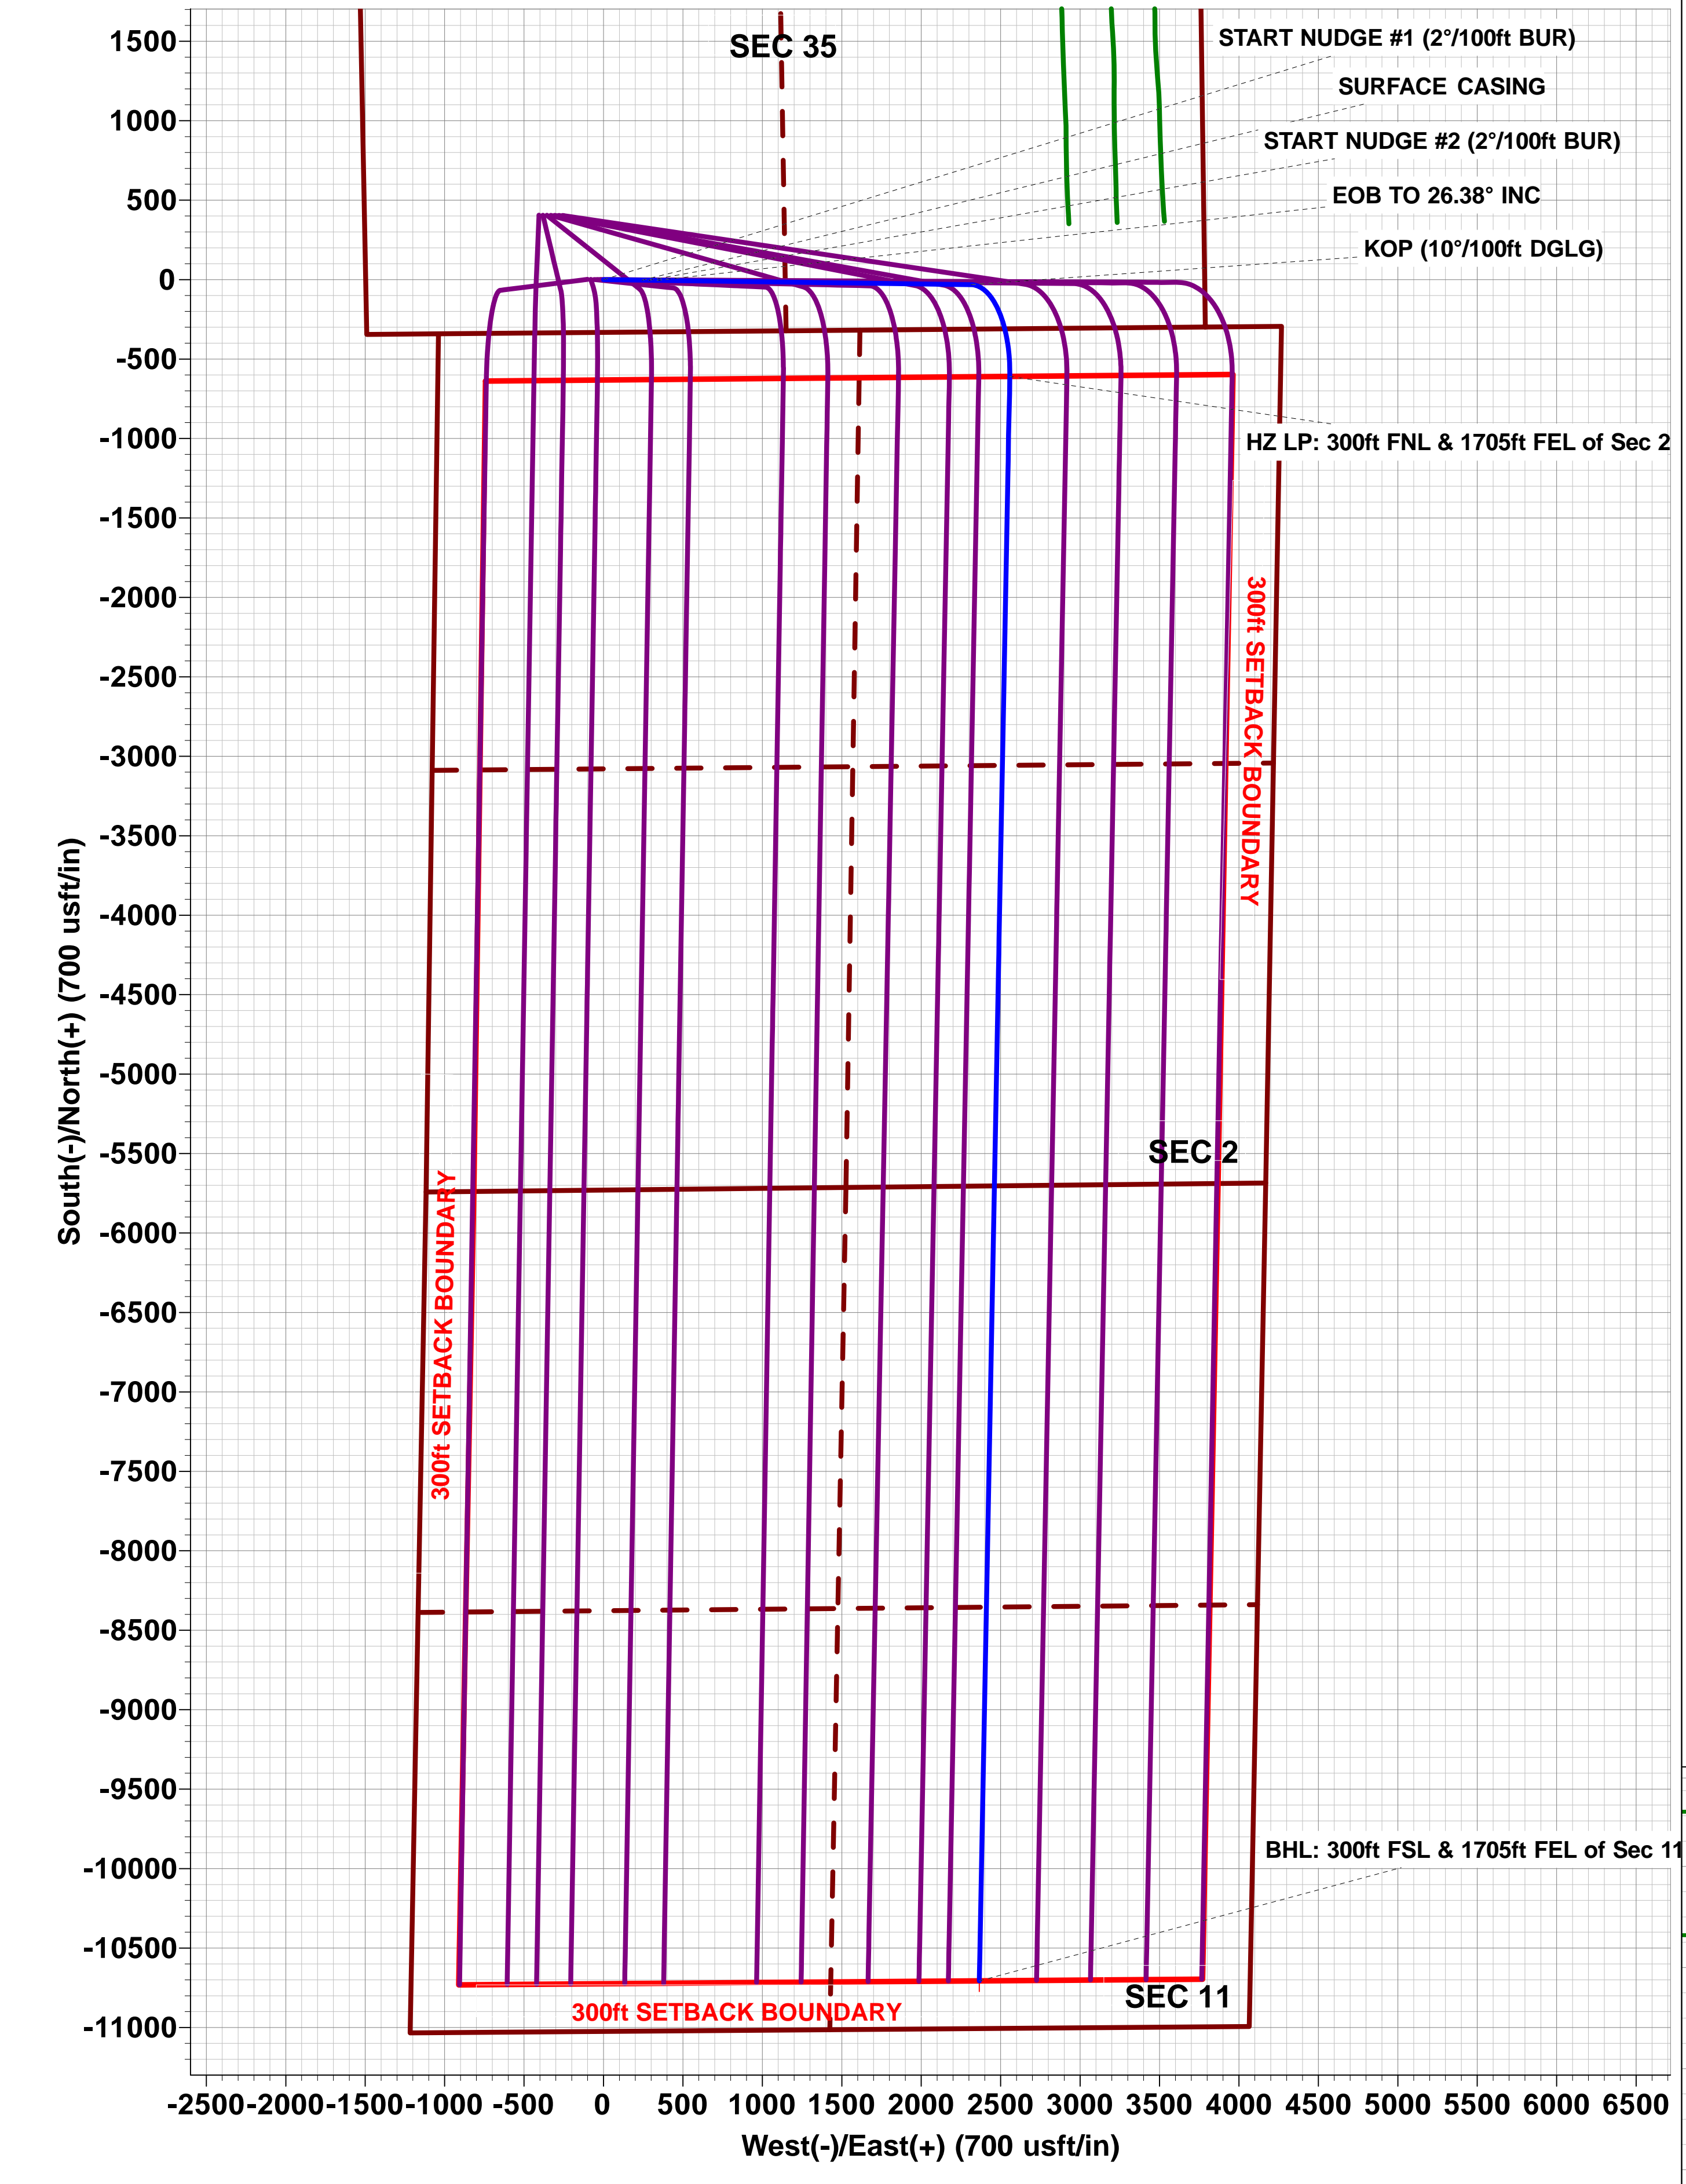 SEC 35
START NUDGE #1 (2°/100ft BUR)
SURFACE CASING
START NUDGE #2 (2°/100ft BUR)
EOB TO 26.38° INC
KOP (10°/100ft DGLG)
HZ LP: 300ft FNL & 1705ft FEL of Sec 2
300ft SETBACK BOUNDARY
SEC 2
300ft SETBACK BOUNDARY
BHL: 300ft FSL & 1705ft FEL of Sec 11
SEC 11
300ft SETBACK BOUNDARY
South(-)/North(+) (700 usft/in)
1500
1000
500
0
-500
-1000
-1500
-2000
-2500
-3000
-3500
-4000
-4500
-5000
-5500
-6000
-6500
-7000
-7500
-8000
-8500
-9000
-9500
-10000
-10500
-11000
-2500 -2000 -1500 -1000 -500 0 500 1000 1500 2000 2500 3000 3500 4000 4500 5000 5500 6000 6500
West(-)/East(+) (700 usft/in)